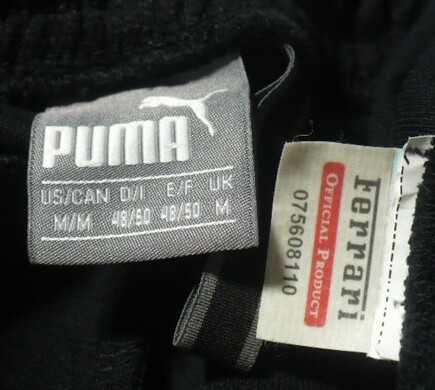 PUMA
US/CAN D/I E/F UK
M/M 48/50 48/50 M
Ferrari
OFFICIAL PRODUCT
075608110